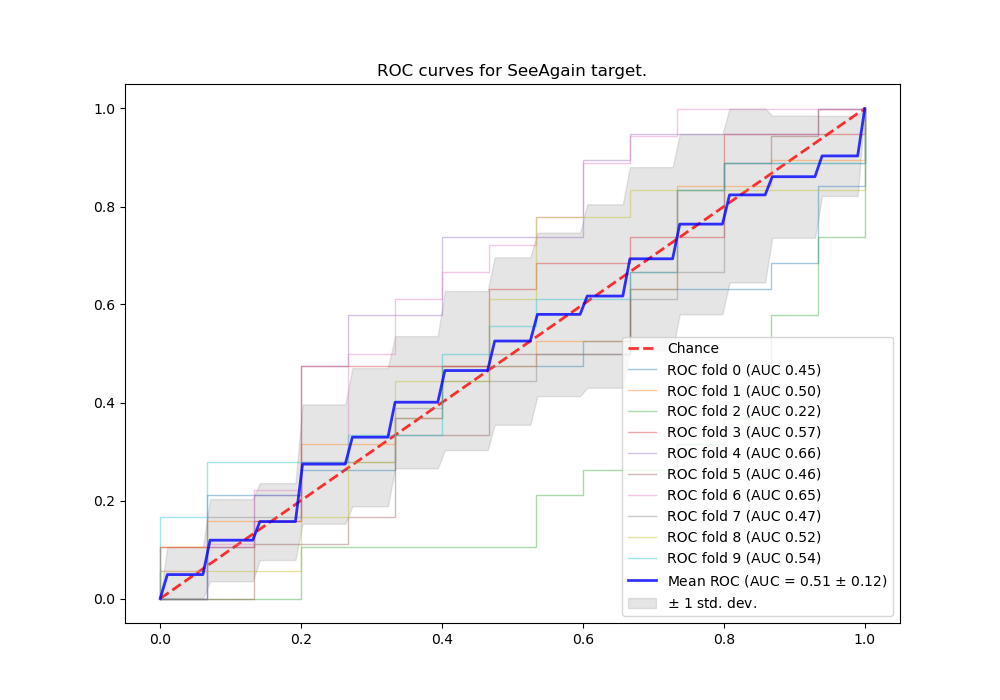 ROC curves for SeeAgain target.
1.0
0.8
0.6
0.4
0.2
0.0
0.0 0.2 0.4 0.6 0.8 1.0
Chance
ROC fold 0 (AUC 0.45)
ROC fold 1 (AUC 0.50)
ROC fold 2 (AUC 0.22)
ROC fold 3 (AUC 0.57)
ROC fold 4 (AUC 0.66)
ROC fold 5 (AUC 0.46)
ROC fold 6 (AUC 0.65)
ROC fold 7 (AUC 0.47)
ROC fold 8 (AUC 0.52)
ROC fold 9 (AUC 0.54)
Mean ROC (AUC = 0.51 ± 0.12)
± 1 std. dev.